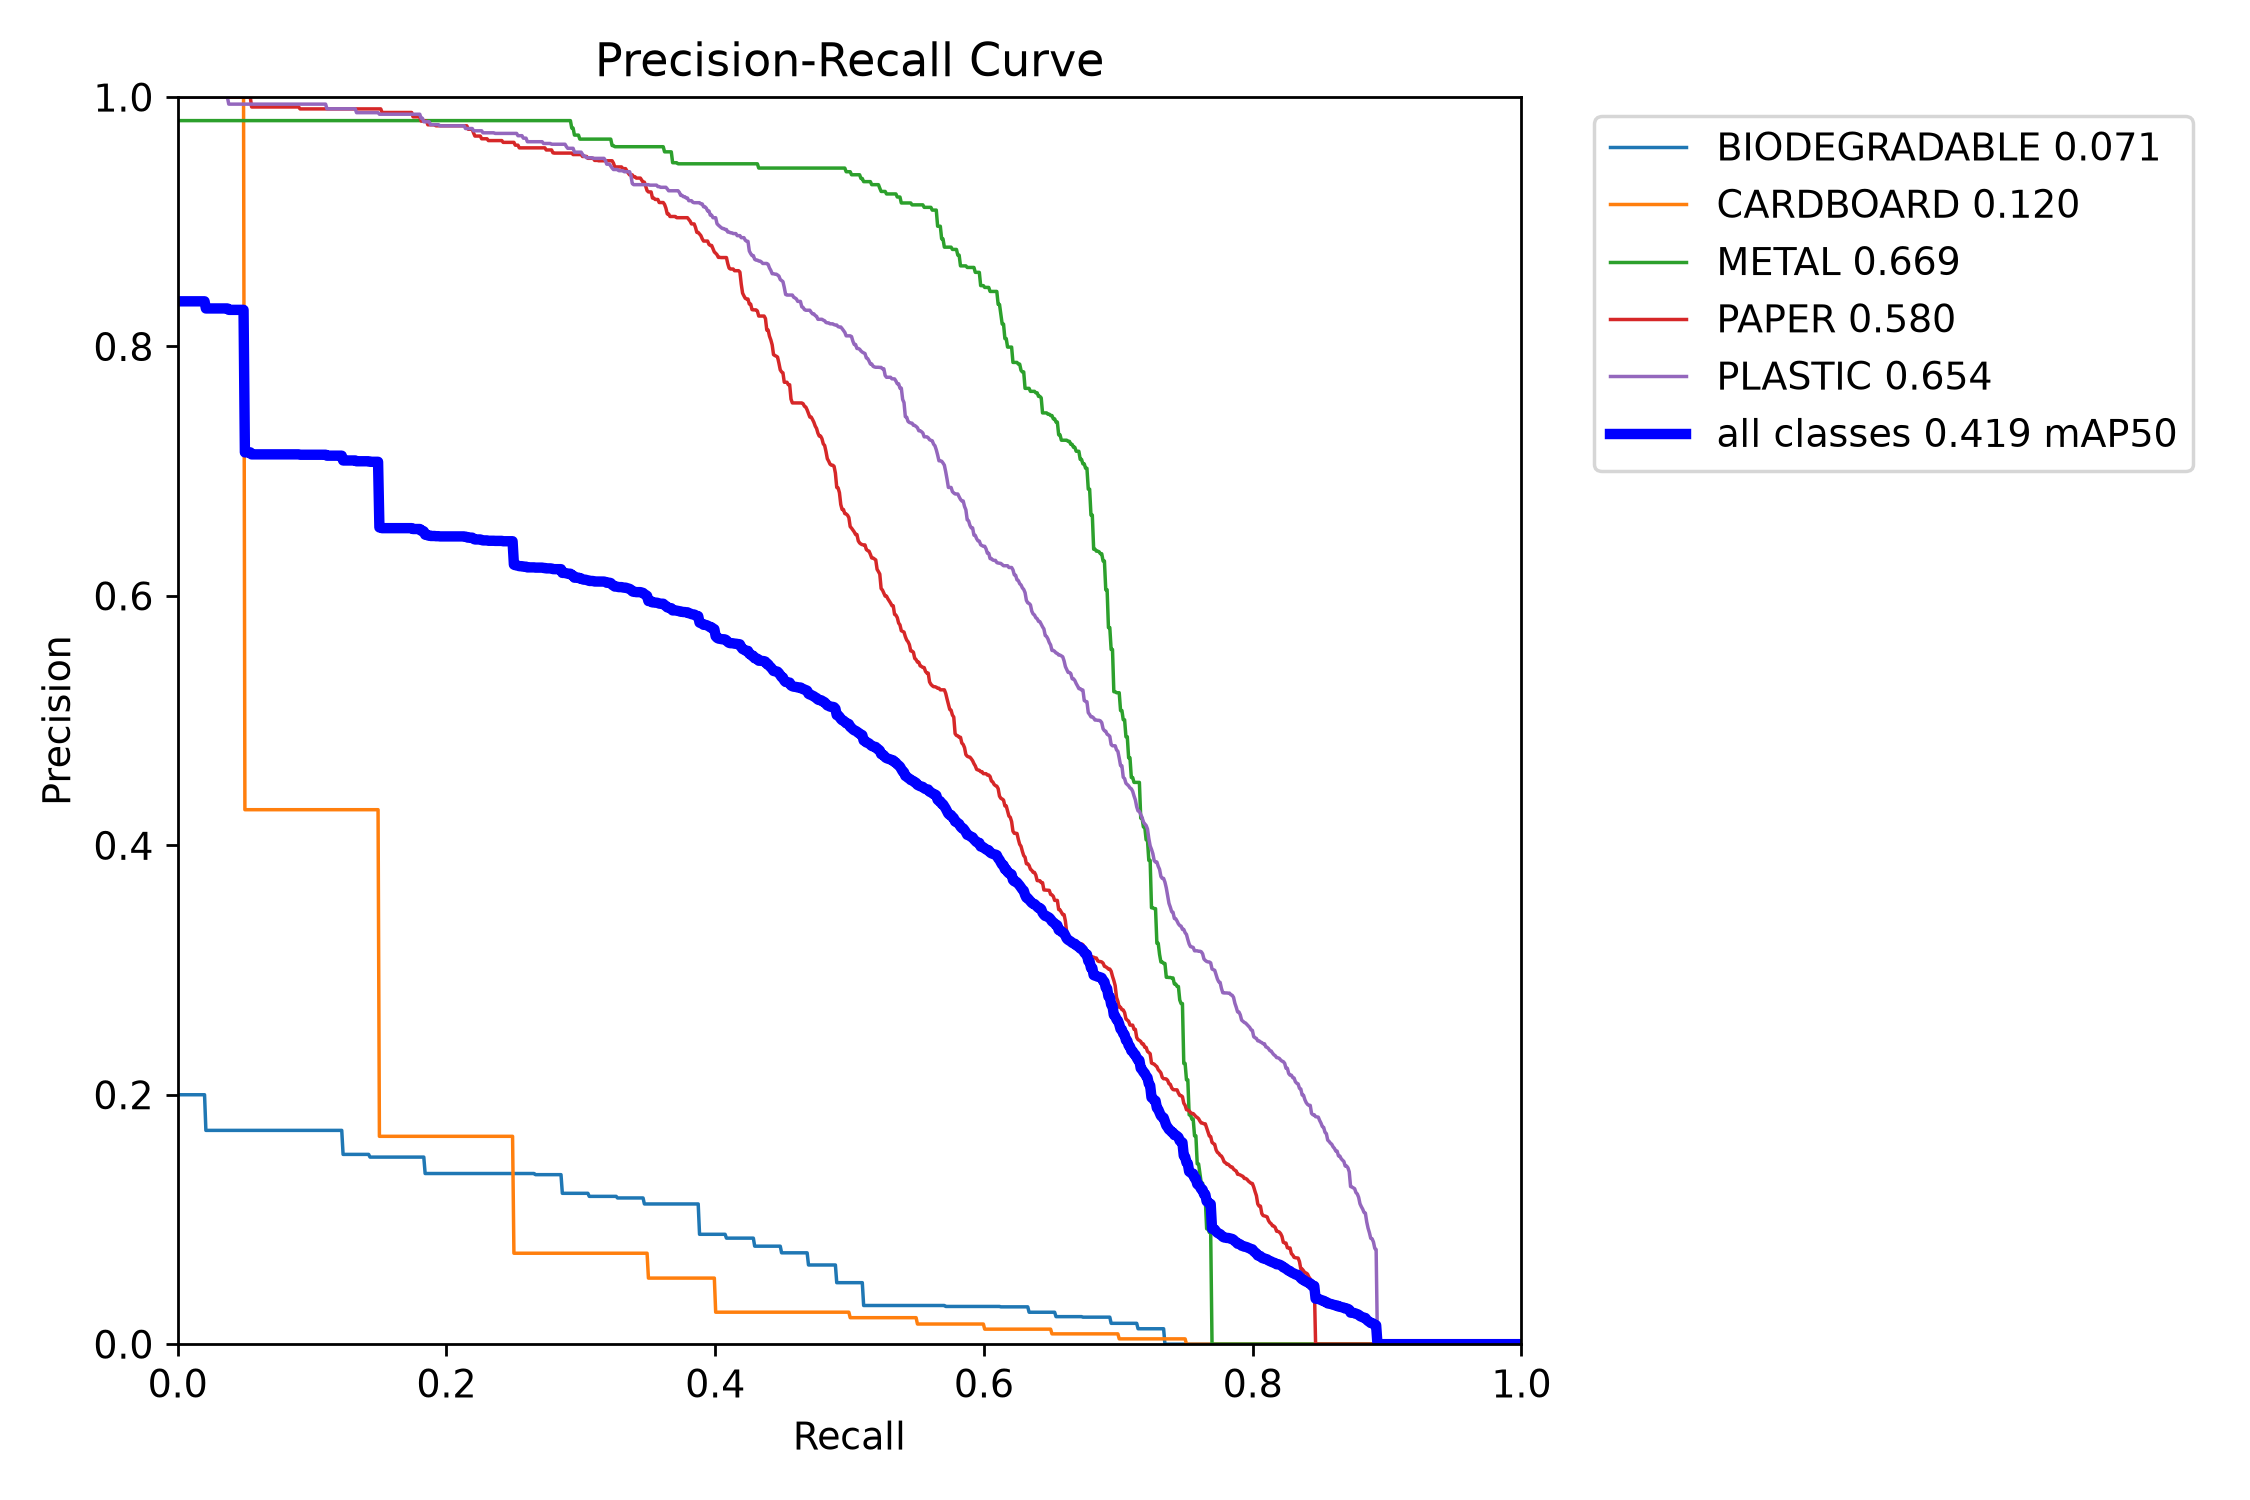 Precision-Recall Curve
1.0
0.8
0.6
0.4
0.2
0.0
Precision
0.0 0.2 0.4 0.6 0.8 1.0
Recall
BIODEGRADABLE 0.071
CARDBOARD 0.120
METAL 0.669
PAPER 0.580
PLASTIC 0.654
all classes 0.419 mAP50